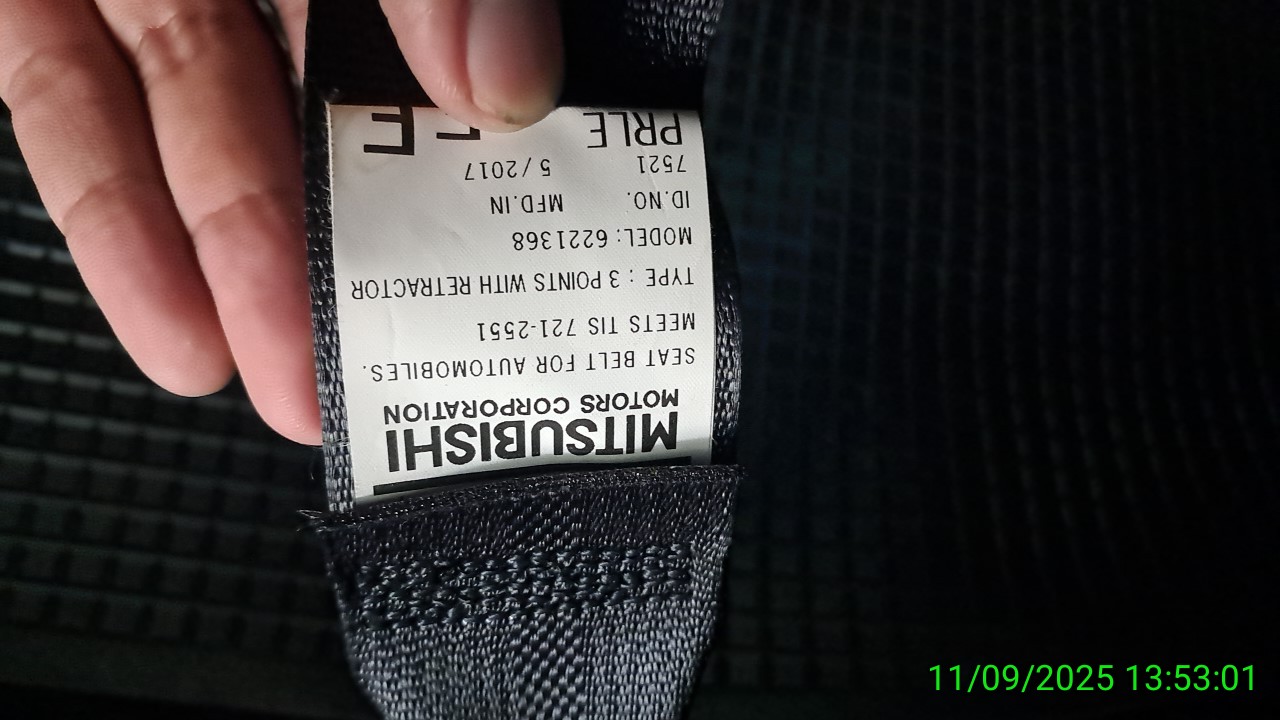 MITSUBISHI
MOTORS CORPORATION
SEAT BELT FOR AUTOMOBILES.
MEETS TIS 721-2551
TYPE : 3 POINTS WITH RETRACTOR
MODEL: 6221368
ID.NO. MFD.IN
7521 5/2017
PRLE
11/09/2025 13:53:01